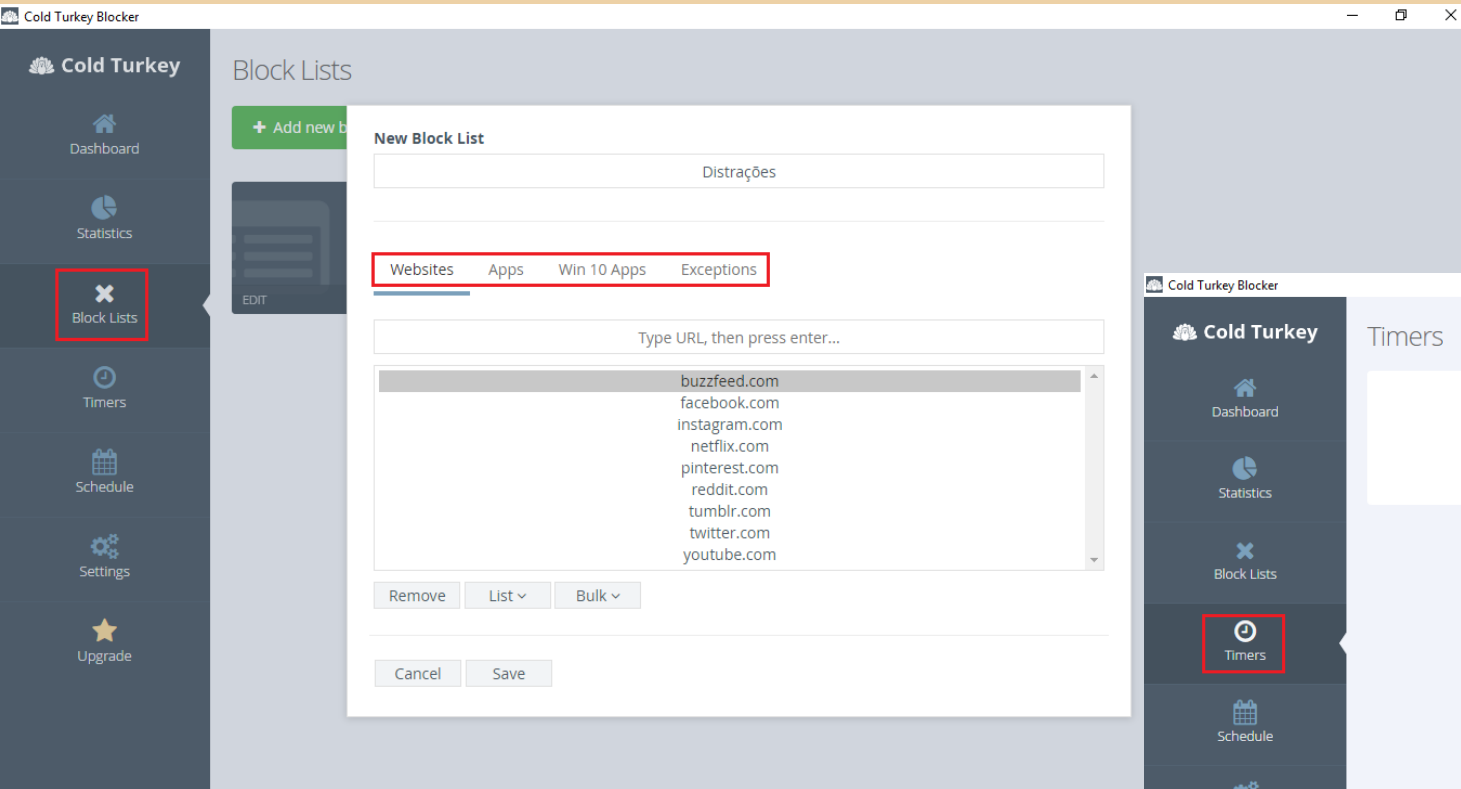 Cold Turkey Blocker
Cold Turkey
Dashboard
Statistics
Block Lists
Timers
Schedule
Settings
Upgrade
Block Lists
+ Add new b
EDIT
New Block List
Distrações
Websites Apps Win 10 Apps Exceptions
Type URL, then press enter...
buzzfeed.com
facebook.com
instagram.com
netflix.com
pinterest.com
reddit.com
tumblr.com
twitter.com
youtube.com
Remove List Bulk
Cancel Save
Cold Turkey Blocker
Cold Turkey
Dashboard
Statistics
Block Lists
Timers
Schedule
Timers